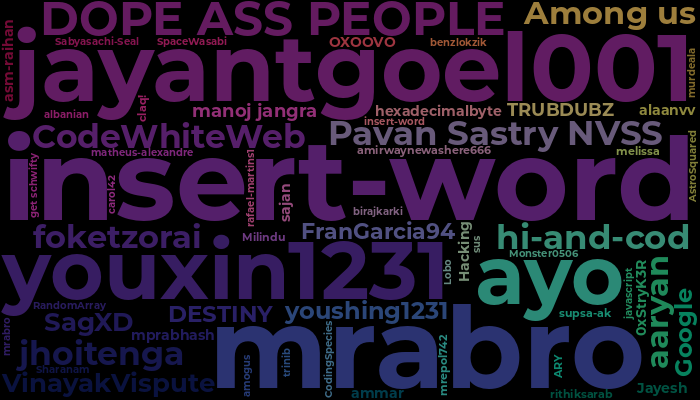 DOPE ASS PEOPLE
Among us
asm-raihan
Sabyasachi-Seal
SpaceWasabi
OXOOVO
benzlokzik
jayantgoel001
murdeala
albanian
claq!
manoj jangra
hexadecimalbyte
TRUBDUBZ
alaanvv
insert-word
CodeWhiteWeb
Pavan Sastry NVSS
matheus-alexandre
amirwaynewashere666
melissa
AstroSquared
insert-word
get schwifty
carol42
rafael-martins1
sajan
birajkarki
foketzorai
Milindu
FranGarcia94
Hacking
sus
hi-and-cod
Monster0506
youxin1231
Lobo
ayo
javascript
0xStryK3R
aaryan
Google
RandomArray
SagXD
DESTINY
youshing1231
supsa-ak
mrabro
mprabhash
mrabro
jhoitenga
Sharanam
VinayakVispute
amogus
trinib
CodingSpecies
ammar
mrepol742
ARY
rithiksarab
Jayesh